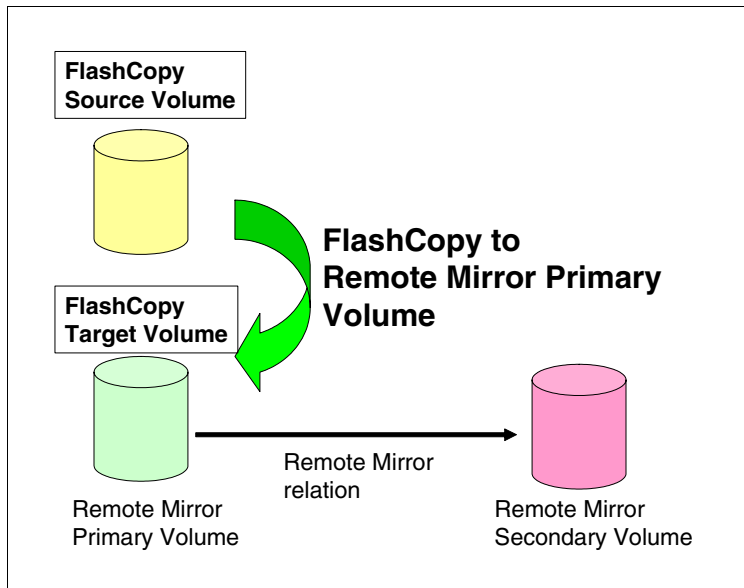 FlashCopy
Source Volume
FlashCopy to
Remote Mirror Primary
Volume
FlashCopy
Target Volume
Remote Mirror
relation
Remote Mirror
Primary Volume
Remote Mirror
Secondary Volume